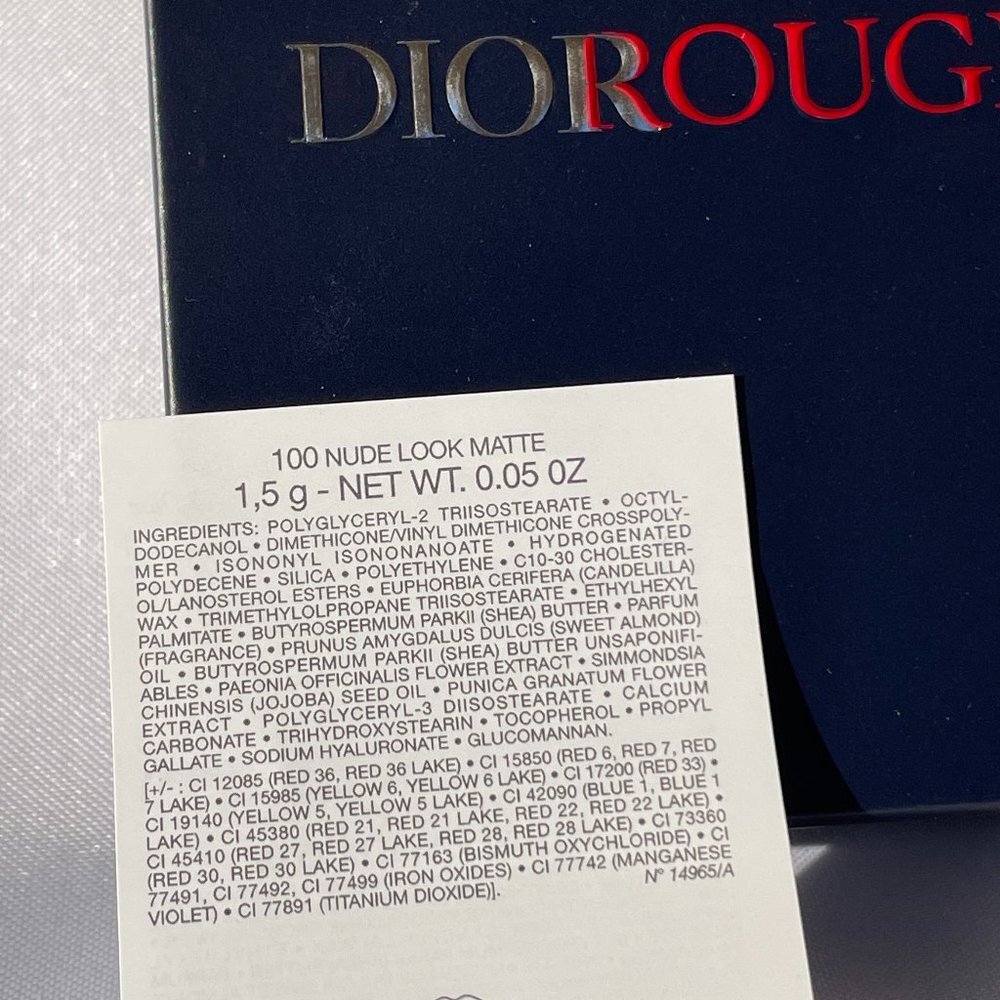 DIOROUG
100 NUDE LOOK MATTE
1,5 g - NET WT. 0.05 OZ
INGREDIENTS: POLYGLYCERYL-2 TRIISOSTEARATE • OCTYL-
DODECANOL • DIMETHICONE/VINYL DIMETHICONE CROSSPOLY-
MER • ISONONYL ISONONANOATE • HYDROGENATED
POLYDECENE • SILICA • POLYETHYLENE • C10-30 CHOLESTER-
OL/LANOSTEROL ESTERS • EUPHORBIA CERIFERA (CANDELILLA)
WAX • TRIMETHYLOLPROPANE TRIISOSTEARATE • ETHYLHEXYL
PALMITATE • BUTYROSPERMUM PARKII (SHEA) BUTTER • PARFUM
(FRAGRANCE) • PRUNUS AMYGDALUS DULCIS (SWEET ALMOND)
OIL • BUTYROSPERMUM PARKII (SHEA) BUTTER UNSAPONIFI-
ABLES • PAEONIA OFFICINALIS FLOWER EXTRACT • SIMMONDSIA
CHINENSIS (JOJOBA) SEED OIL • PUNICA GRANATUM FLOWER
EXTRACT • POLYGLYCERYL-3 DIISOSTEARATE • CALCIUM
CARBONATE • TRIHYDROXYSTEARIN • TOCOPHEROL • PROPYL
GALLATE • SODIUM HYALURONATE • GLUCOMANNAN.
[+/- : CI 12085 (RED 36, RED 36 LAKE) • CI 15850 (RED 6, RED 7, RED
7 LAKE) • CI 15985 (YELLOW 6, YELLOW 6 LAKE) • CI 17200 (RED 33) •
CI 19140 (YELLOW 5, YELLOW 5 LAKE) • CI 42090 (BLUE 1, BLUE 1
LAKE) • CI 45380 (RED 21, RED 21 LAKE, RED 22, RED 22 LAKE) •
CI 45410 (RED 27, RED 27 LAKE, RED 28, RED 28 LAKE) • CI 73360
(RED 30, RED 30 LAKE) • CI 77163 (BISMUTH OXYCHLORIDE) • CI
77491, CI 77492, CI 77499 (IRON OXIDES) • CI 77742 (MANGANESE
VIOLET) • CI 77891 (TITANIUM DIOXIDE)].
N° 14965/A